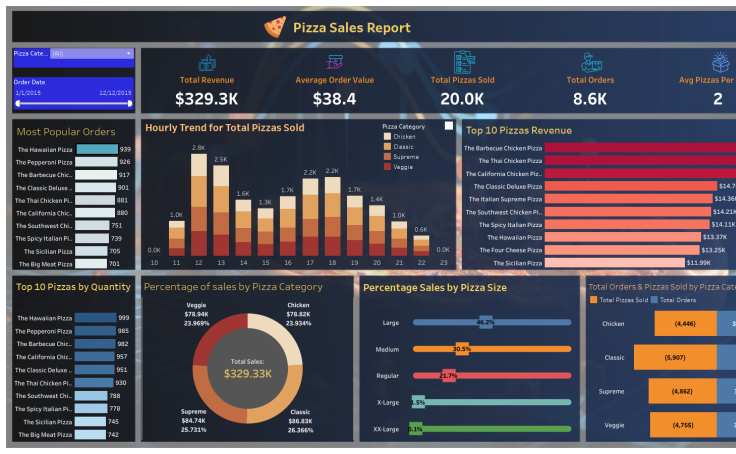 Pizza Sales Report
Pizza Cate... (All)
Order Date
1/1/2015 12/12/2015
Total Revenue
$329.3K
Average Order Value
$38.4
Total Pizzas Sold
20.0K
Total Orders
8.6K
Avg Pizzas Per
2
Most Popular Orders
The Hawaiian Pizza 939
The Pepperoni Pizza 926
The Barbecue Chic.. 917
The Classic Deluxe .. 901
The Thai Chicken Pi.. 881
The California Chic.. 880
The Southwest Chi.. 751
The Spicy Italian Pi.. 739
The Sicilian Pizza 705
The Big Meat Pizza 701
Hourly Trend for Total Pizzas Sold
Pizza Category
Chicken
Classic
Supreme
Veggie
0.0K 1.0K 2.8K 2.5K 1.6K 1.3K 1.7K 2.2K 2.2K 1.7K 1.4K 1.0K 0.6K 0.0K
10 11 12 13 14 15 16 17 18 19 20 21 22 23
Top 10 Pizzas Revenue
The Barbecue Chicken Pizza
The Thai Chicken Pizza
The California Chicken Piz..
The Classic Deluxe Pizza $14.7
The Italian Supreme Pizza $14.36
The Southwest Chicken Pi.. $14.21K
The Spicy Italian Pizza $14.11K
The Hawaiian Pizza $13.37K
The Four Cheese Pizza $13.25K
The Sicilian Pizza $11.99K
Top 10 Pizzas by Quantity
The Hawaiian Pizza 999
The Pepperoni Pizza 985
The Barbecue Chic.. 982
The California Chic.. 957
The Classic Deluxe .. 951
The Thai Chicken Pi.. 930
The Southwest Chi.. 788
The Spicy Italian Pi.. 778
The Sicilian Pizza 745
The Big Meat Pizza 742
Percentage of sales by Pizza Category
Veggie
$78.94K
23.969%
Chicken
$78.82K
23.934%
Total Sales:
$329.33K
Supreme
$84.74K
25.731%
Classic
$86.83K
26.366%
Percentage Sales by Pizza Size
Large 46.2%
Medium 30.5%
Regular 21.7%
X-Large 1.5%
XX-Large 0.1%
Total Orders & Pizzas Sold by Pizza Cate
Total Pizzas Sold Total Orders
Chicken (4,446) 3
Classic (5,907)
Supreme (4,862)
Veggie (4,755)